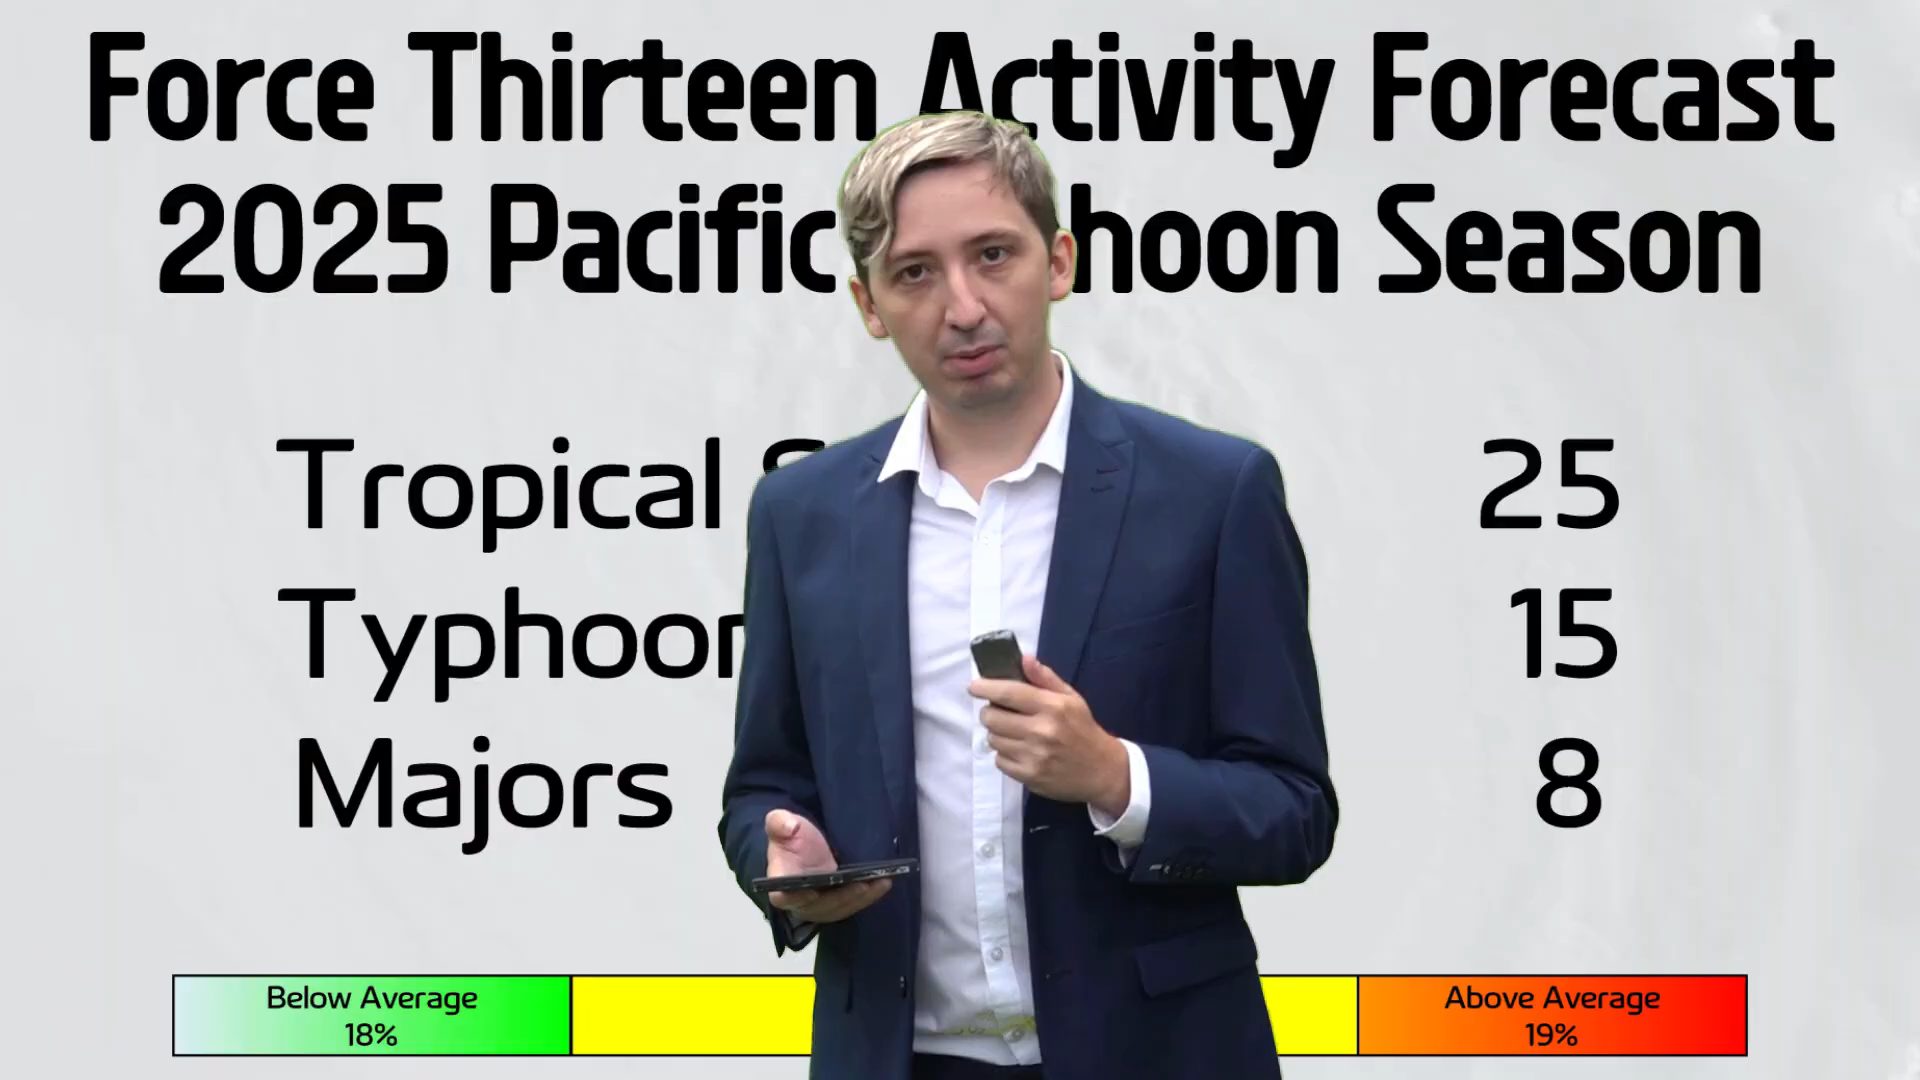 Force Thirteen Activity Forecast
2025 Pacific hoon Season
Tropical S 25
Typhoon 15
Majors 8
Below Average
18%
Above Average
19%